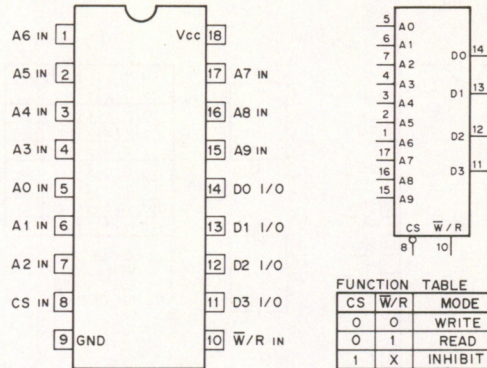 A6 IN 1
Vcc 18
A5 IN 2
17 A7 IN
A4 IN 3
16 A8 IN
A3 IN 4
15 A9 IN
A0 IN 5
14 D0 I/O
A1 IN 6
13 D1 I/O
A2 IN 7
12 D2 I/O
CS IN 8
11 D3 I/O
9 GND
10 W̅/R IN
5 A0
6 A1
7 A2
4 A3
3 A4
2 A5
1 A6
17 A7
16 A8
15 A9
D0 14
D1 13
D2 12
D3 11
CS W̅/R
8 10
FUNCTION TABLE
CS W̅/R MODE
0 0 WRITE
0 1 READ
1 X INHIBIT